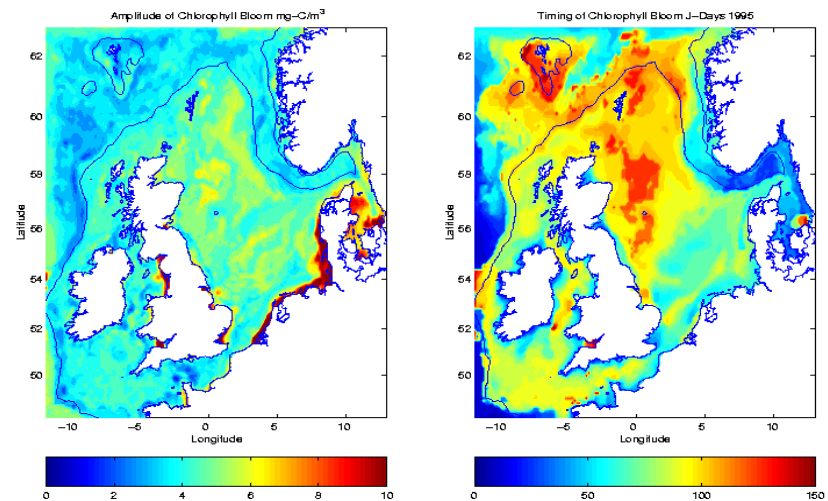 Amplitude of Chlorophyll Bloom mg-C/m³
62
60
58
56
54
52
50
Latitude
-10 -5 0 5 10
Longitude
0 2 4 6 8 10
Timing of Chlorophyll Bloom J-Days 1995
62
60
58
56
54
52
50
Latitude
-10 -5 0 5 10
Longitude
0 50 100 150